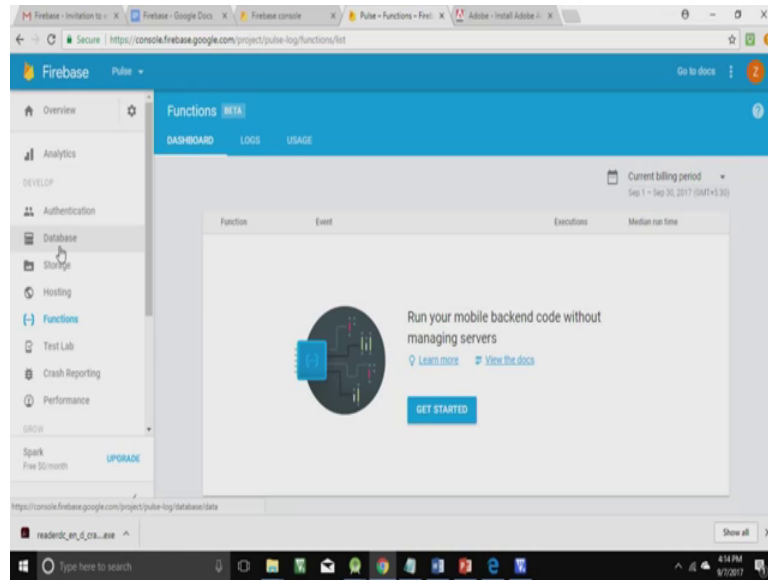 Firebase - Invitation to v
Firebase - Google Docs
Firebase console
Pulse - Functions - Fireb
Adobe - Install Adobe A
Secure
https://console.firebase.google.com/project/pulse-log/functions/list
Firebase
Pulse
Go to docs
Z
Overview
Functions
BETA
DASHBOARD
LOGS
USAGE
Analytics
Current billing period
Sep 1 – Sep 30, 2017 (GMT+5:30)
DEVELOP
Authentication
Function
Event
Executions
Median run time
Database
Storage
Hosting
Functions
Run your mobile backend code without
managing servers
Test Lab
Learn more
View the docs
Crash Reporting
Performance
GET STARTED
GROW
Spark
Free $0/month
UPGRADE
https://console.firebase.google.com/project/pulse-log/database/data
readerdc_en_d_cra....exe
Show all
Type here to search
4:14 PM
9/7/2017